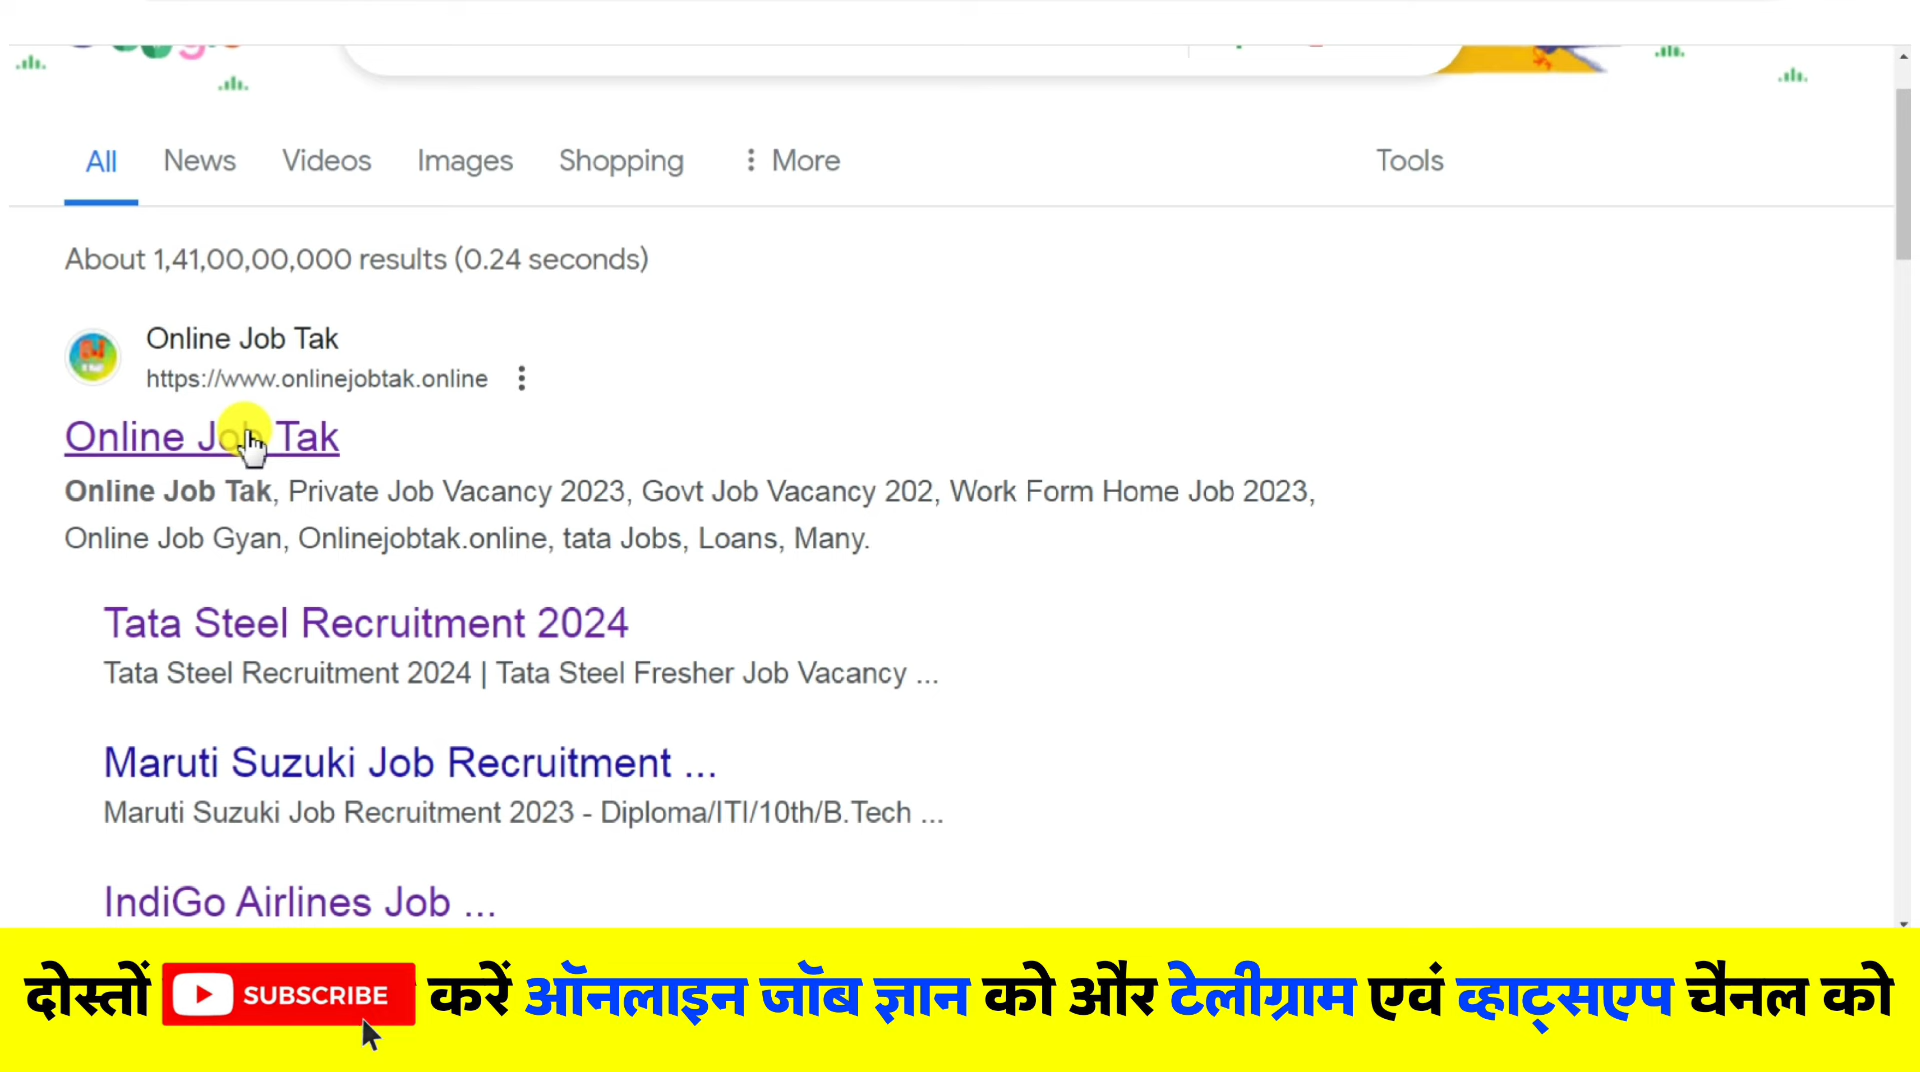 All News Videos Images Shopping More Tools
About 1,41,00,00,000 results (0.24 seconds)
Online Job Tak
https://www.onlinejobtak.online
Online Job Tak
Online Job Tak, Private Job Vacancy 2023, Govt Job Vacancy 202, Work Form Home Job 2023,
Online Job Gyan, Onlinejobtak.online, tata Jobs, Loans, Many.
Tata Steel Recruitment 2024
Tata Steel Recruitment 2024 | Tata Steel Fresher Job Vacancy ...
Maruti Suzuki Job Recruitment ...
Maruti Suzuki Job Recruitment 2023 - Diploma/ITI/10th/B.Tech ...
IndiGo Airlines Job ...
दोस्तों SUBSCRIBE करें ऑनलाइन जॉब ज्ञान को और टेलीग्राम एवं व्हाट्सएप चैनल को